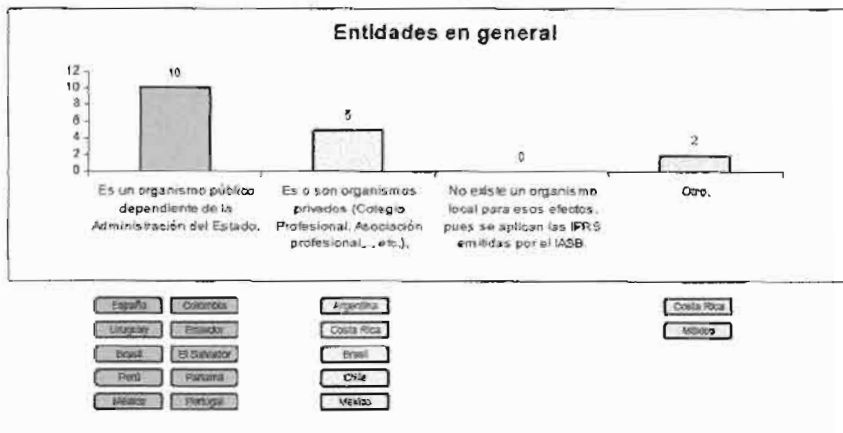 Entidades en general
12
10
8
6
4
2
0
10
5
0
2
Es un organismo público
dependiente de la
Administración del Estado.
Es o son organismos
privados (Colegio
Profesional, Asociación
profesional, , etc.).
No existe un organismo
local para esos efectos,
pues se aplican las IFRS
emitidas por el IASB.
Otro.
España Colombia
Uruguay Ecuador
Brasil El Salvador
Perú Panamá
México Portugal
Argentina
Costa Rica
Brasil
Chile
México
Costa Rica
México